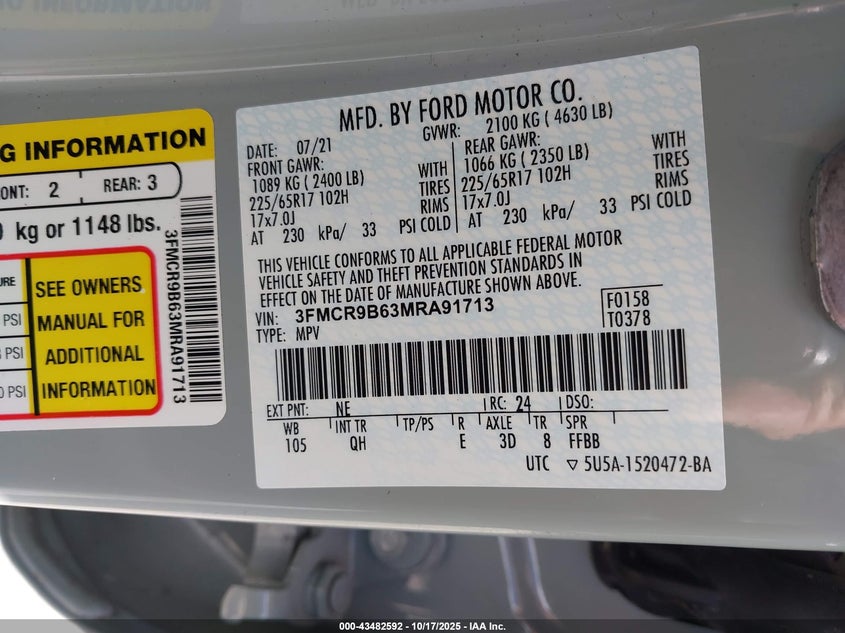 G INFORMATION
ONT: 2 REAR: 3
kg or 1148 lbs.
URE
PSI
PSI
PSI
SEE OWNERS
MANUAL FOR
ADDITIONAL
INFORMATION
3FMCR9B63MRA91713
MFD. BY FORD MOTOR CO.
DATE: 07/21 GVWR: 2100 KG ( 4630 LB)
FRONT GAWR: REAR GAWR:
1089 KG (2400 LB) WITH 1066 KG ( 2350 LB) WITH
225/65R17 102H TIRES 225/65R17 102H TIRES
17x7.0J RIMS 17x7.0J RIMS
AT 230 kPa/ 33 PSI COLD AT 230 kPa/ 33 PSI COLD
THIS VEHICLE CONFORMS TO ALL APPLICABLE FEDERAL MOTOR
VEHICLE SAFETY AND THEFT PREVENTION STANDARDS IN
EFFECT ON THE DATE OF MANUFACTURE SHOWN ABOVE.
VIN: 3FMCR9B63MRA91713 F0158
TYPE: MPV T0378
EXT PNT: NE RC: 24 DSO:
WB INT TR TP/PS R AXLE TR SPR
105 QH E 3D 8 FFBB
UTC ▽ 5U5A-1520472-BA
000-43482592 - 10/17/2025 - IAA Inc.